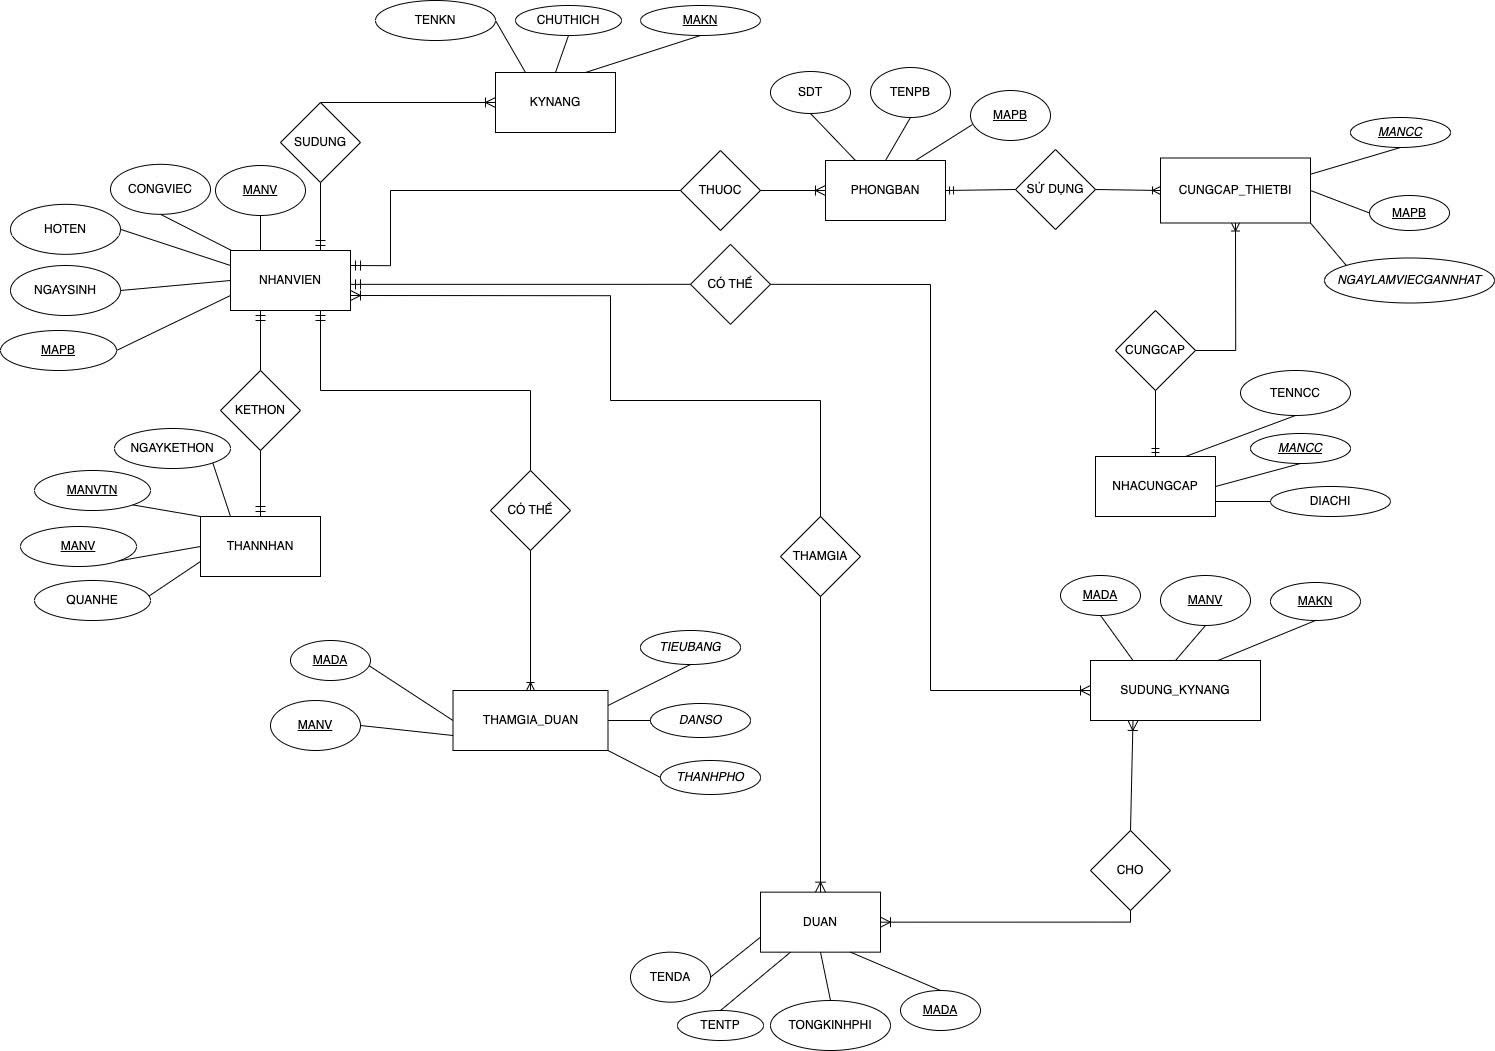 TENKN
CHUTHICH
MAKN
KYNANG
SUDUNG
SDT
TENPB
MAPB
MANCC
CONGVIEC
MANV
THUOC
PHONGBAN
SỬ DỤNG
CUNGCAP_THIETBI
MAPB
HOTEN
NHANVIEN
CÓ THỂ
NGAYLAMVIECGANNHAT
NGAYSINH
MAPB
CUNGCAP
TENNCC
KETHON
NGAYKETHON
MANCC
MANVTN
NHACUNGCAP
DIACHI
CÓ THỂ
MANV
THANNHAN
THAMGIA
QUANHE
MADA
MANV
MAKN
TIEUBANG
MADA
SUDUNG_KYNANG
MANV
THAMGIA_DUAN
DANSO
THANHPHO
CHO
DUAN
TENDA
TENTP
TONGKINHPHI
MADA